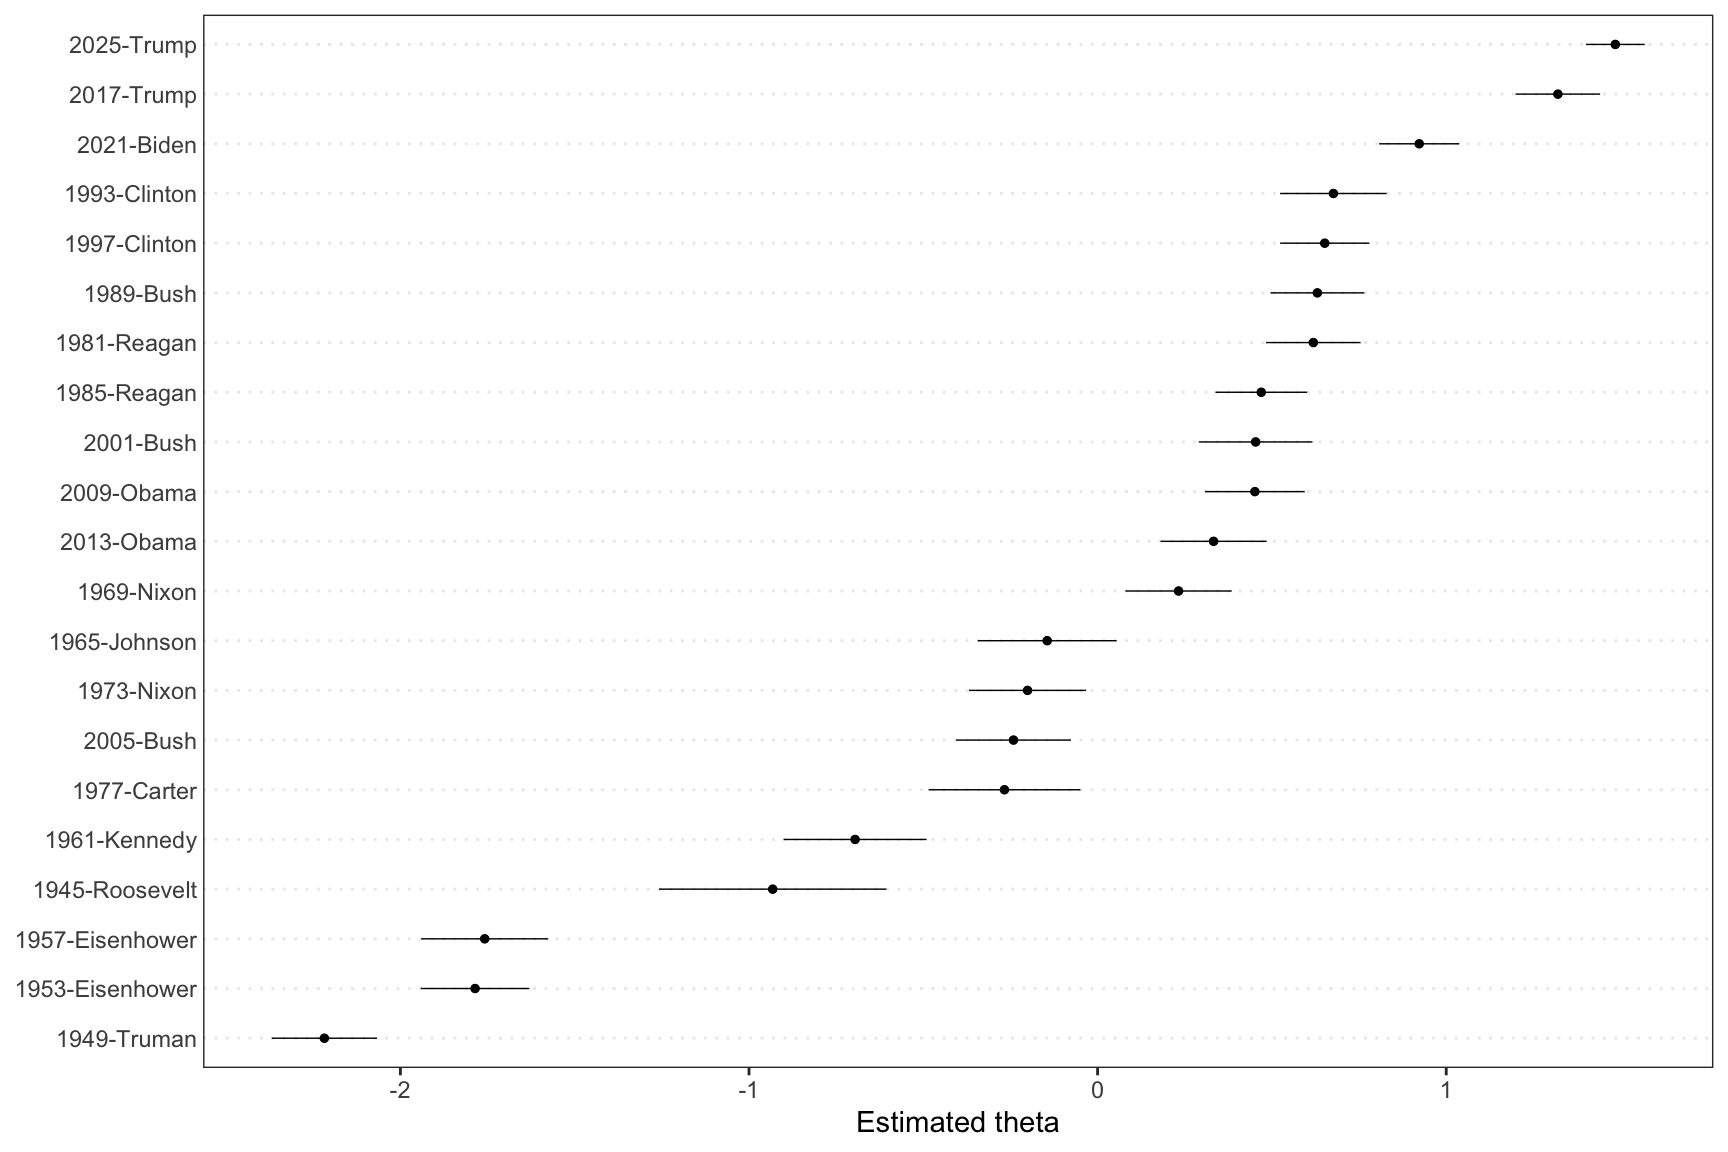 2025-Trump
2017-Trump
2021-Biden
1993-Clinton
1997-Clinton
1989-Bush
1981-Reagan
1985-Reagan
2001-Bush
2009-Obama
2013-Obama
1969-Nixon
1965-Johnson
1973-Nixon
2005-Bush
1977-Carter
1961-Kennedy
1945-Roosevelt
1957-Eisenhower
1953-Eisenhower
1949-Truman
-2 -1 0 1
Estimated theta